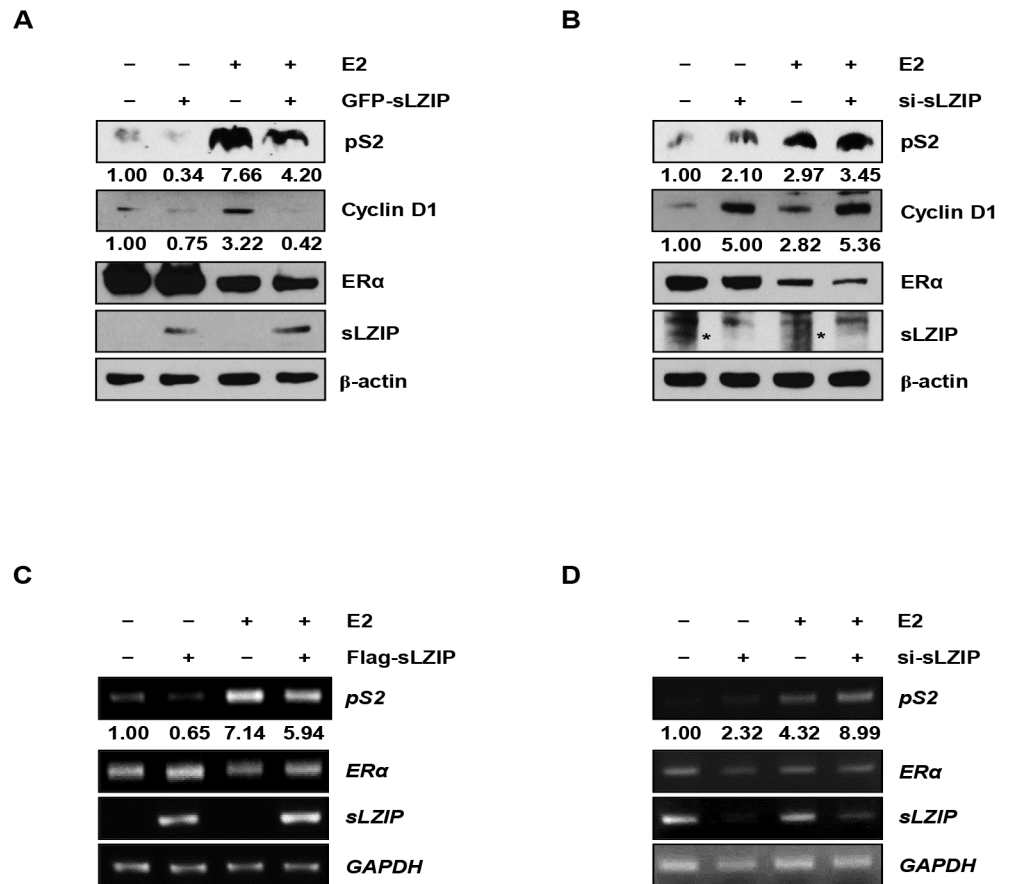 A
– – + + E2
– + – + GFP-sLZIP
pS2
1.00 0.34 7.66 4.20
Cyclin D1
1.00 0.75 3.22 0.42
ERα
sLZIP
β-actin
B
– – + + E2
– + – + si-sLZIP
pS2
1.00 2.10 2.97 3.45
Cyclin D1
1.00 5.00 2.82 5.36
ERα
* * sLZIP
β-actin
C
– – + + E2
– + – + Flag-sLZIP
pS2
1.00 0.65 7.14 5.94
ERα
sLZIP
GAPDH
D
– – + + E2
– + – + si-sLZIP
pS2
1.00 2.32 4.32 8.99
ERα
sLZIP
GAPDH